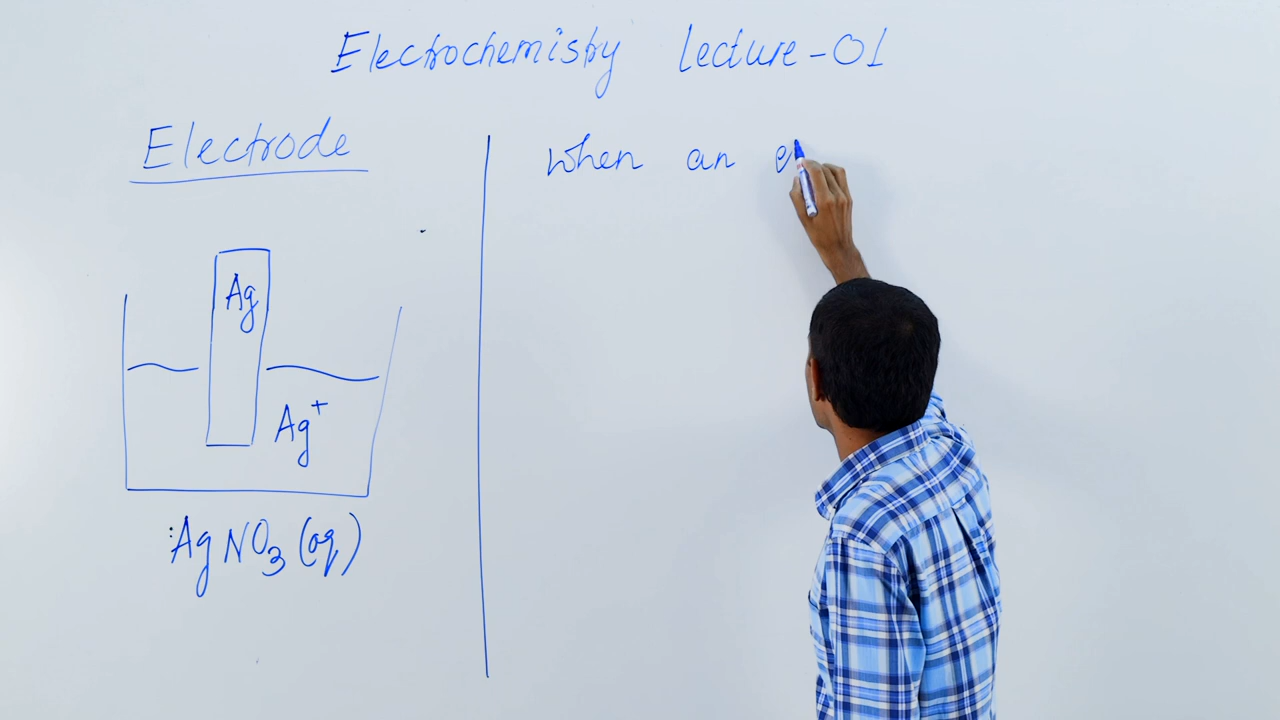 Electrochemistry lecture-01
Electrode
When an
Ag
Ag⁺
AgNO₃(aq)